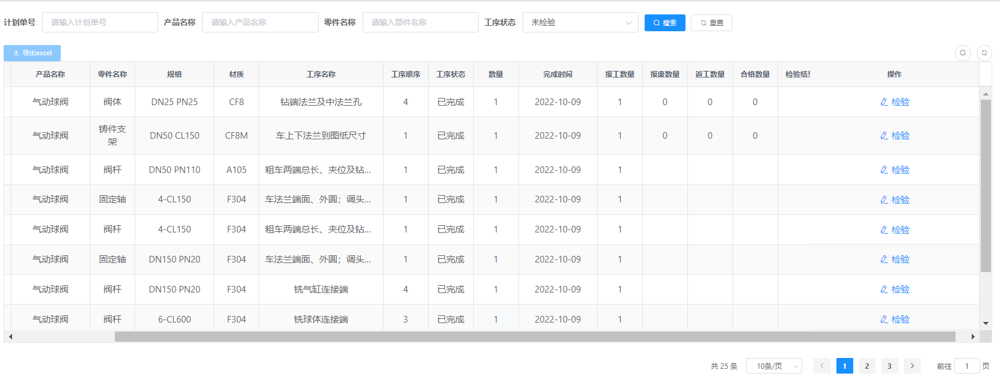 计划单号 请输入计划单号 产品名称 请输入产品名称 零件名称 请输入部件名称 工序状态 未检验 搜索 重置
导出excel
产品名称 零件名称 规格 材质 工序名称 工序顺序 工序状态 数量 完成时间 报工数量 报废数量 返工数量 合格数量 检验结 操作
气动球阀 阀体 DN25 PN25 CF8 钻端法兰及中法兰孔 4 已完成 1 2022-10-09 1 0 0 0 检验
气动球阀 铸件支架 DN50 CL150 CF8M 车上下法兰到图纸尺寸 1 已完成 1 2022-10-09 1 0 0 0 检验
气动球阀 阀杆 DN50 PN110 A105 粗车两端总长、夹位及钻... 1 已完成 1 2022-10-09 1 检验
气动球阀 固定轴 4-CL150 F304 车法兰端面、外圆；调头... 1 已完成 1 2022-10-09 1 检验
气动球阀 阀杆 4-CL150 F304 粗车两端总长、夹位及钻... 1 已完成 1 2022-10-09 1 检验
气动球阀 固定轴 DN150 PN20 F304 车法兰端面、外圆；调头... 1 已完成 1 2022-10-09 1 检验
气动球阀 阀杆 DN150 PN20 F304 铣气缸连接端 4 已完成 1 2022-10-09 1 检验
气动球阀 阀杆 6-CL600 F304 铣球体连接端 3 已完成 1 2022-10-09 1 检验
共 25 条 10条/页 1 2 3 前往 1 页